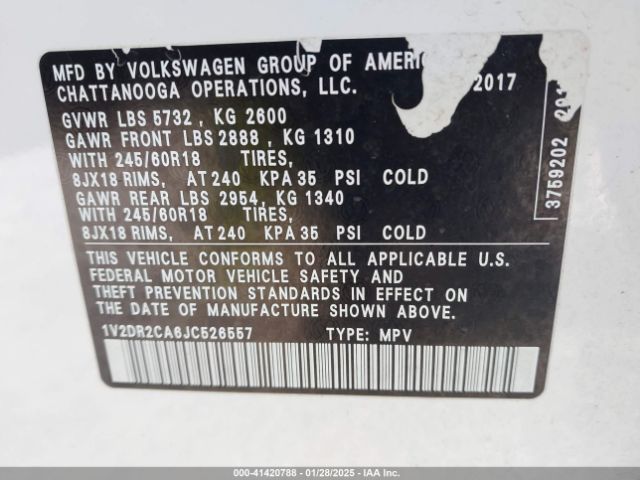 MFD BY VOLKSWAGEN GROUP OF
CHATTANOOGA OPERATIONS, LLC. 2017
GVWR LBS 5732 , KG 2600
GAWR FRONT LBS 2888 , KG 1310
WITH 245/60R18 TIRES,
8JX18 RIMS, AT 240 KPA 35 PSI COLD
GAWR REAR LBS 2954, KG 1340
WITH 245/60R18 TIRES,
8JX18 RIMS, AT 240 KPA 35 PSI COLD
3759202
THIS VEHICLE CONFORMS TO ALL APPLICABLE U.S.
FEDERAL MOTOR VEHICLE SAFETY AND
THEFT PREVENTION STANDARDS IN EFFECT ON
THE DATE OF MANUFACTURE SHOWN ABOVE.
1V2DR2CA6JC526557 TYPE: MPV
000-41420788 - 01/28/2025 - IAA Inc.